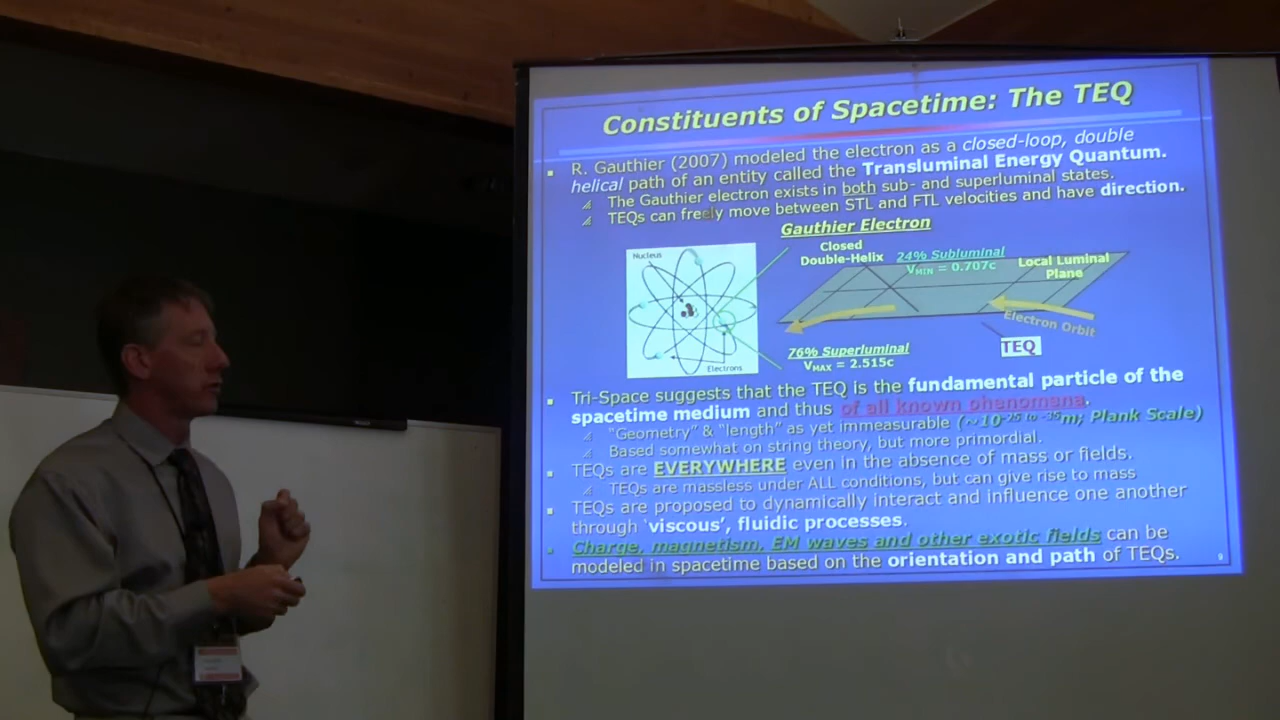 Constituents of Spacetime: The TEQ
R. Gauthier (2007) modeled the electron as a closed-loop, double
helical path of an entity called the Transluminal Energy Quantum.
The Gauthier electron exists in both sub- and superluminal states.
TEQs can freely move between STL and FTL velocities and have direction.
Gauthier Electron
Nucleus
Electrons
Closed
Double-Helix
24% Subluminal
VMIN = 0.707c
Local Luminal
Plane
Electron Orbit
TEQ
76% Superluminal
VMAX = 2.515c
Tri-Space suggests that the TEQ is the fundamental particle of the
spacetime medium and thus of all known phenomena.
"Geometry" & "length" as yet immeasurable (~10-25 to -35m; Plank Scale)
Based somewhat on string theory, but more primordial.
TEQs are EVERYWHERE even in the absence of mass or fields.
TEQs are massless under ALL conditions, but can give rise to mass
TEQs are proposed to dynamically interact and influence one another
through 'viscous', fluidic processes.
Charge, magnetism, EM waves and other exotic fields can be
modeled in spacetime based on the orientation and path of TEQs.
9